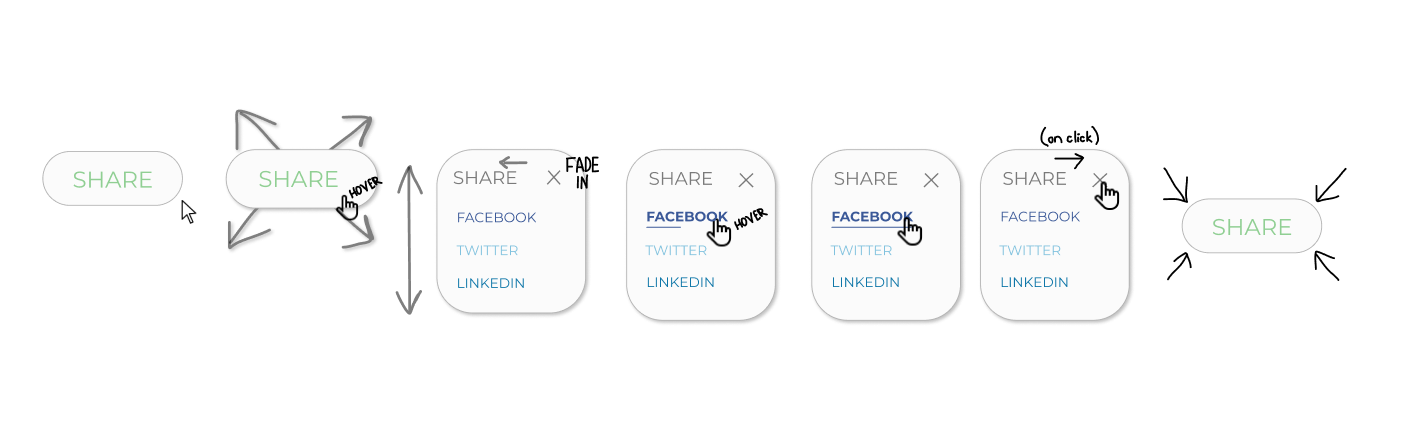 SHARE
SHARE
HOVER
SHARE
FADE
IN
FACEBOOK
TWITTER
LINKEDIN
SHARE
FACEBOOK
HOVER
TWITTER
LINKEDIN
SHARE
FACEBOOK
TWITTER
LINKEDIN
(on click)
SHARE
FACEBOOK
TWITTER
LINKEDIN
SHARE